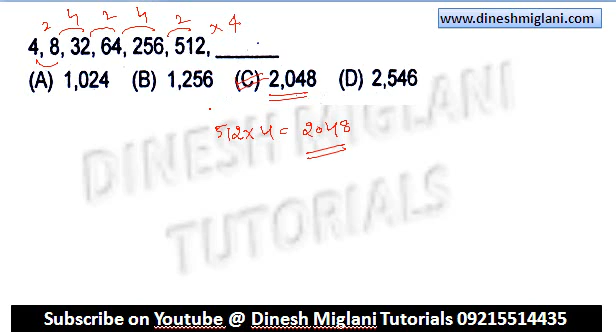 www.dineshmiglani.com
2 4 2 4 2 × 4
4, 8, 32, 64, 256, 512, ________
(A) 1,024 (B) 1,256 (C) 2,048 (D) 2,546
512 × 4 = 2048
DINESH MIGLANI
TUTORIALS
Subscribe on Youtube @ Dinesh Miglani Tutorials 09215514435